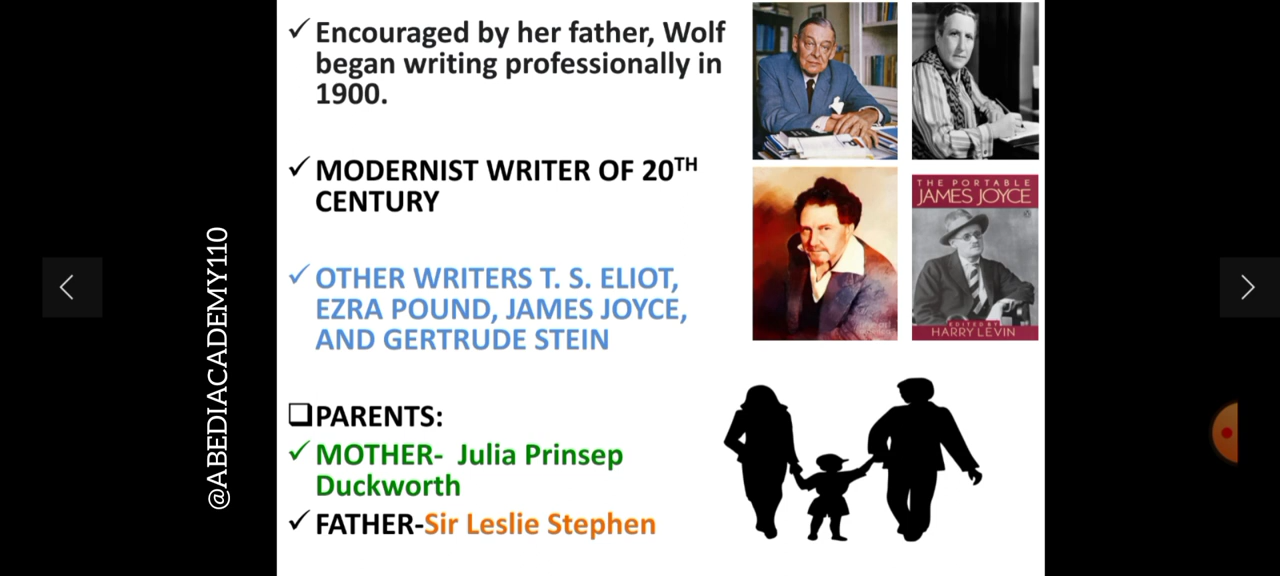 Encouraged by her father, Wolf
began writing professionally in
1900.
MODERNIST WRITER OF 20TH
CENTURY
OTHER WRITERS T. S. ELIOT,
EZRA POUND, JAMES JOYCE,
AND GERTRUDE STEIN
PARENTS:
MOTHER- Julia Prinsep
Duckworth
FATHER-Sir Leslie Stephen
THE PORTABLE
JAMES JOYCE
EDITED BY
HARRY LEVIN
@ABEDIACADEMY110